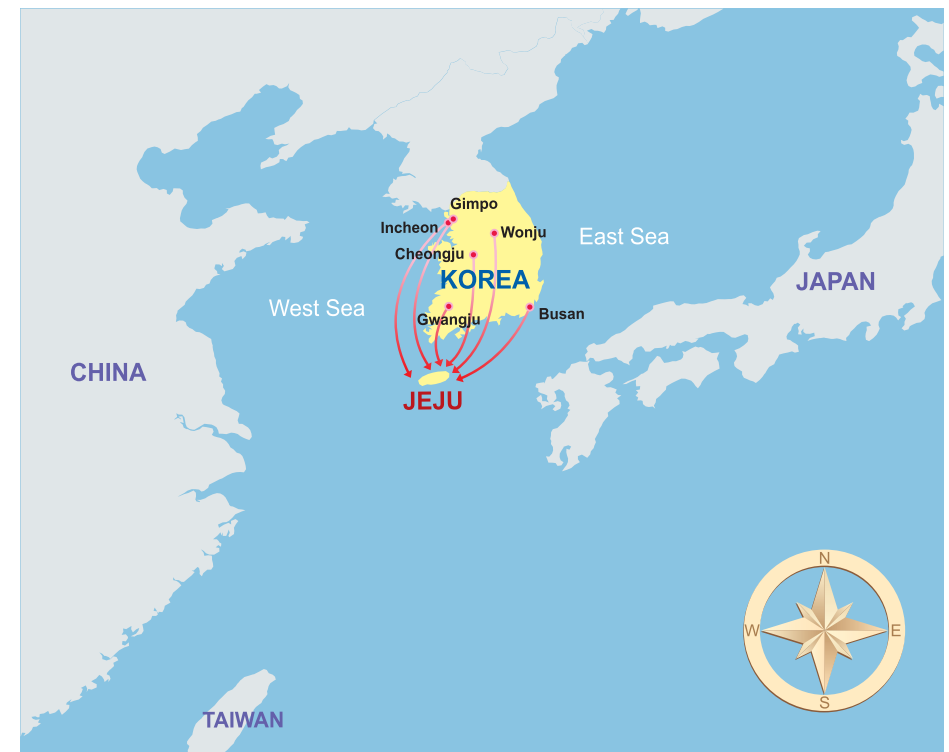 Gimpo
Incheon
Wonju
East Sea
Cheongju
KOREA
JAPAN
West Sea
Gwangju
Busan
CHINA
JEJU
N
W
E
S
TAIWAN